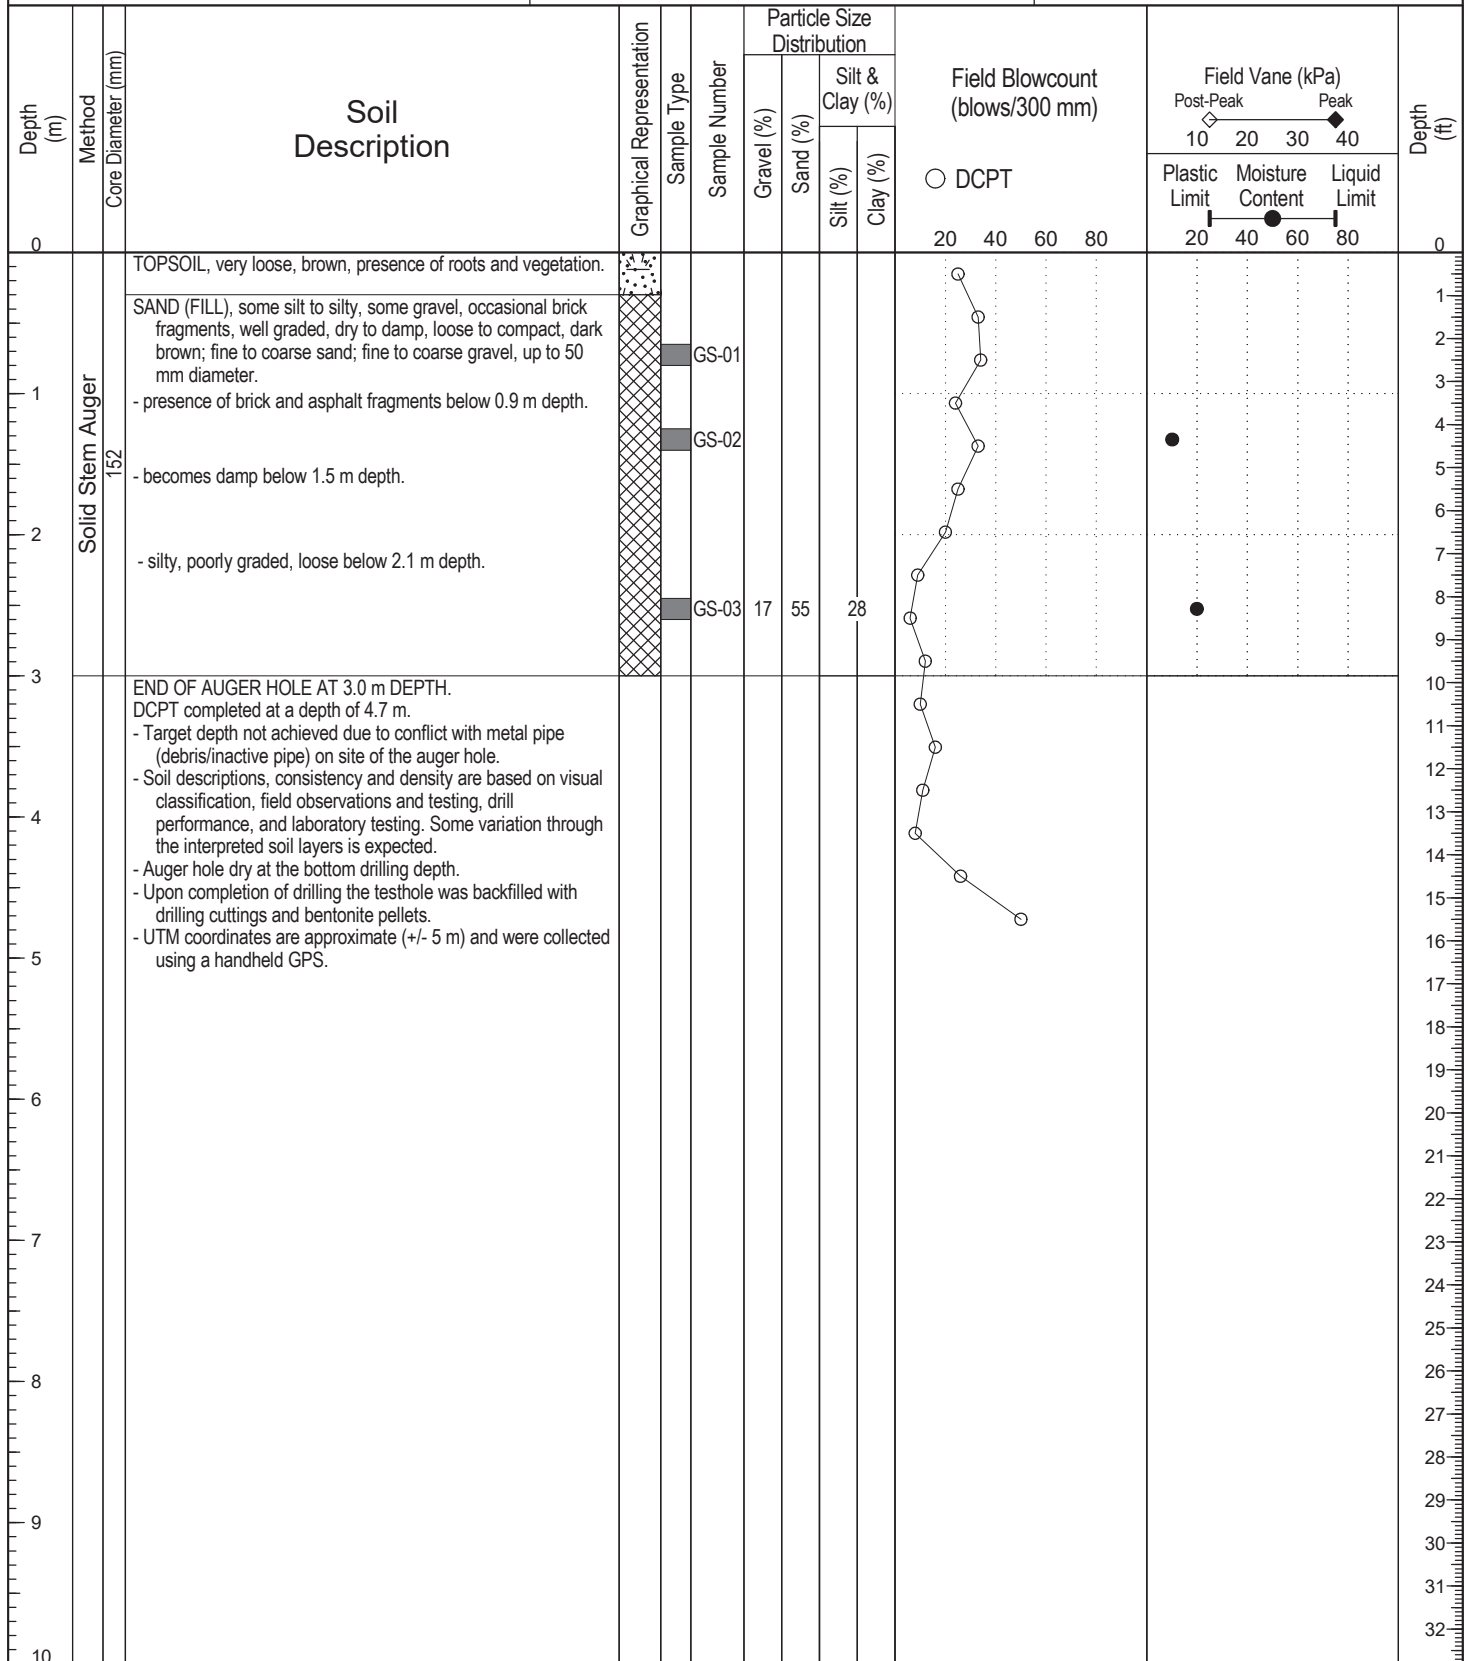 Depth
(m)
Method
Core Diameter (mm)
Soil
Description
Graphical Representation
Sample Type
Sample Number
Particle Size
Distribution
Gravel (%)
Sand (%)
Silt &
Clay (%)
Silt (%)
Clay (%)
Field Blowcount
(blows/300 mm)
DCPT
20 40 60 80
Field Vane (kPa)
Post-Peak Peak
10 20 30 40
Plastic Moisture Liquid
Limit Content Limit
20 40 60 80
Depth
(ft)
0
0
Solid Stem Auger
152
TOPSOIL, very loose, brown, presence of roots and vegetation.
SAND (FILL), some silt to silty, some gravel, occasional brick
fragments, well graded, dry to damp, loose to compact, dark
brown; fine to coarse sand; fine to coarse gravel, up to 50
mm diameter.
- presence of brick and asphalt fragments below 0.9 m depth.
- becomes damp below 1.5 m depth.
- silty, poorly graded, loose below 2.1 m depth.
GS-01
GS-02
GS-03 17 55 28
END OF AUGER HOLE AT 3.0 m DEPTH.
DCPT completed at a depth of 4.7 m.
- Target depth not achieved due to conflict with metal pipe
(debris/inactive pipe) on site of the auger hole.
- Soil descriptions, consistency and density are based on visual
classification, field observations and testing, drill
performance, and laboratory testing. Some variation through
the interpreted soil layers is expected.
- Auger hole dry at the bottom drilling depth.
- Upon completion of drilling the testhole was backfilled with
drilling cuttings and bentonite pellets.
- UTM coordinates are approximate (+/- 5 m) and were collected
using a handheld GPS.
1
2
3
4
5
6
7
8
9
10
1
2
3
4
5
6
7
8
9
10
11
12
13
14
15
16
17
18
19
20
21
22
23
24
25
26
27
28
29
30
31
32